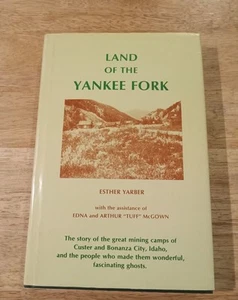 LAND
OF THE
YANKEE FORK
ESTHER YARBER
with the assistance of
EDNA and ARTHUR "TUFF" McGOWN
The story of the great mining camps of
Custer and Bonanza City, Idaho,
and the people who made them wonderful,
fascinating ghosts.